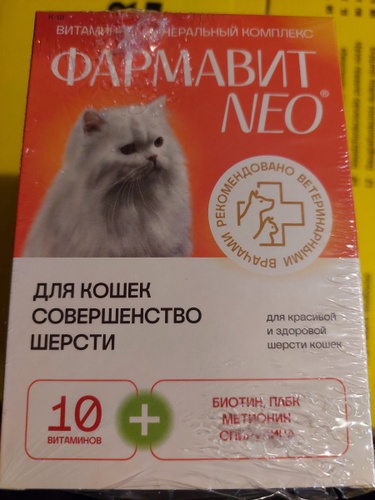 ВИТАМИННО-МИНЕРАЛЬНЫЙ КОМПЛЕКС
ФАРМАВИТ
NEO®
РЕКОМЕНДОВАНО ВЕТЕРИНАРНЫМИ ВРАЧАМИ
ДЛЯ КОШЕК
СОВЕРШЕНСТВО
ШЕРСТИ
для красивой
и здоровой
шерсти кошек
10
ВИТАМИНОВ
+
БИОТИН, ПАБК
МЕТИОНИН